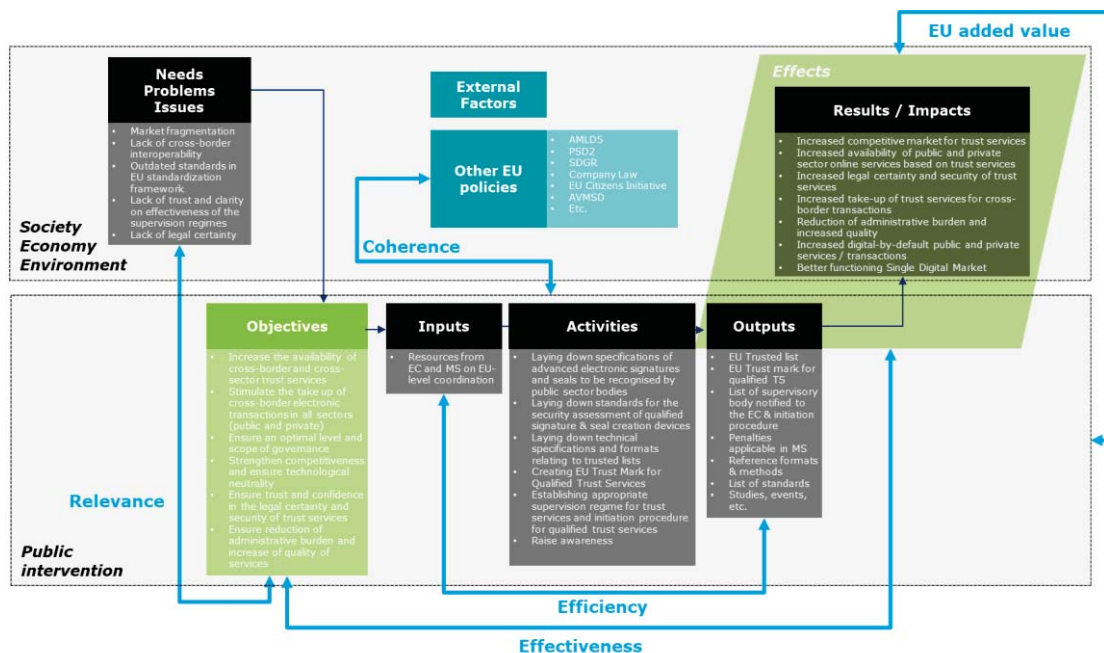 EU added value
Needs
Problems
Issues
• Market fragmentation
• Lack of cross-border
interoperability
• Outdated standards in
EU standardization
framework
• Lack of trust and clarity
on effectiveness of the
supervision regimes
• Lack of legal certainty
External
Factors
Other EU
policies
• AMLD5
• PSD2
• SDGR
• Company Law
• EU Citizens Initiative
• AVMSD
• Etc.
Effects
Results / Impacts
• Increased competitive market for trust services
• Increased availability of public and private
sector online services based on trust services
• Increased legal certainty and security of trust
services
• Increased take-up of trust services for cross-
border transactions
• Reduction of administrative burden and
increased quality
• Increased digital-by-default public and private
services / transactions
• Better functioning Single Digital Market
Society
Economy
Environment
Coherence
Objectives
• Increase the availability of
cross-border and cross-
sector trust services
• Stimulate the take up of
cross-border electronic
transactions in all sectors
(public and private)
• Ensure an optimal level and
scope of governance
• Strengthen competitiveness
and ensure technological
neutrality
• Ensure trust and confidence
in the legal certainty and
security of trust services
• Ensure reduction of
administrative burden and
increase of quality of
services
Inputs
• Resources from
EC and MS on EU-
level coordination
Activities
• Laying down specifications of
advanced electronic signatures
and seals to be recognised by
public sector bodies
• Laying down standards for the
security assessment of qualified
signature & seal creation devices
• Laying down technical
specifications and formats
relating to trusted lists
• Creating EU Trust Mark for
Qualified Trust Services
• Establishing appropriate
supervision regime for trust
services and initiation procedure
for qualified trust services
• Raise awareness
Outputs
• EU Trusted list
• EU Trust mark for
qualified TS
• List of supervisory
body notified to
the EC & initiation
procedure
• Penalties
applicable in MS
• Reference formats
& methods
• List of standards
• Studies, events,
etc.
Relevance
Public
intervention
Efficiency
Effectiveness